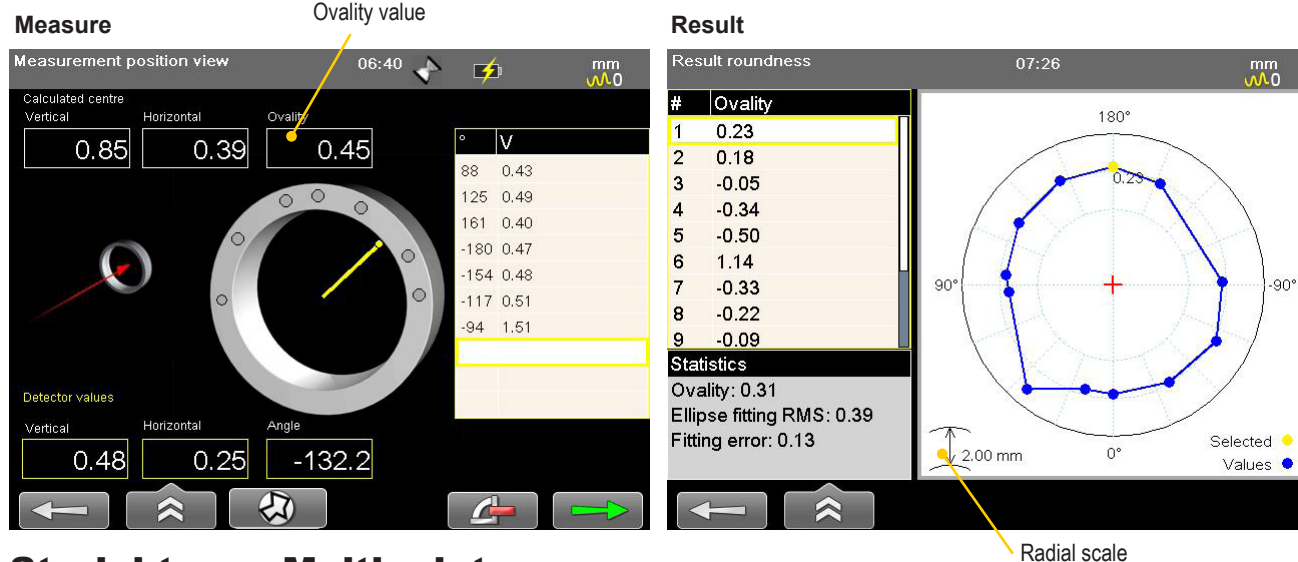 Ovality value
Measure
Result
Measurement position view 06:40 mm
0
Calculated centre
Vertical Horizontal Ovality
0.85 0.39 0.45
° V
88 0.43
125 0.49
161 0.40
-180 0.47
-154 0.48
-117 0.51
-94 1.51
Detector values
Vertical Horizontal Angle
0.48 0.25 -132.2
Result roundness 07:26 mm
0
# Ovality
1 0.23
2 0.18
3 -0.05
4 -0.34
5 -0.50
6 1.14
7 -0.33
8 -0.22
9 -0.09
Statistics
Ovality: 0.31
Ellipse fitting RMS: 0.39
Fitting error: 0.13
180°
0.23
90° -90°
0°
2.00 mm
Selected
Values
Radial scale